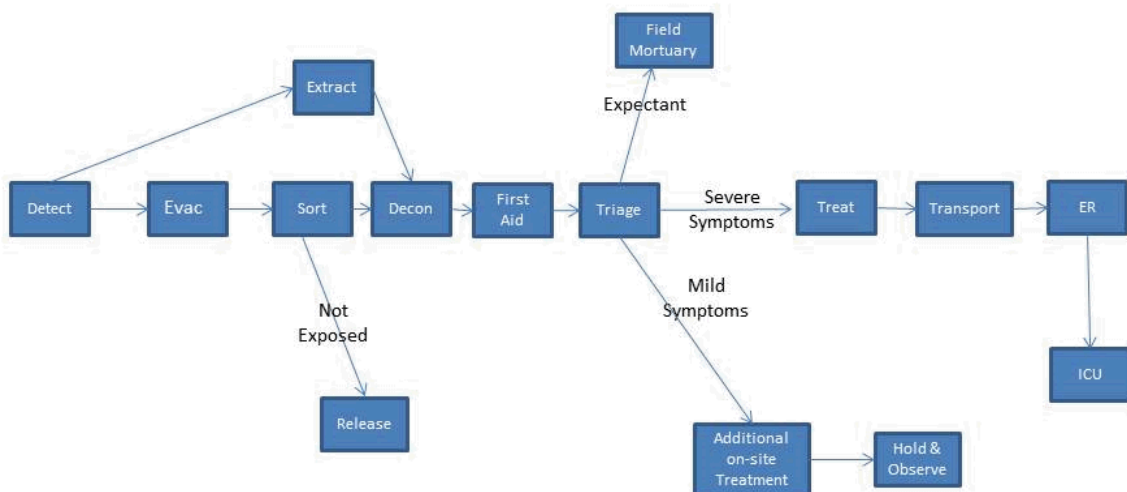 Field
Mortuary
Extract
Expectant
Detect
Evac
Sort
Decon
First
Aid
Triage
Severe
Symptoms
Treat
Transport
ER
Not
Exposed
Mild
Symptoms
ICU
Release
Additional
on-site
Treatment
Hold &
Observe